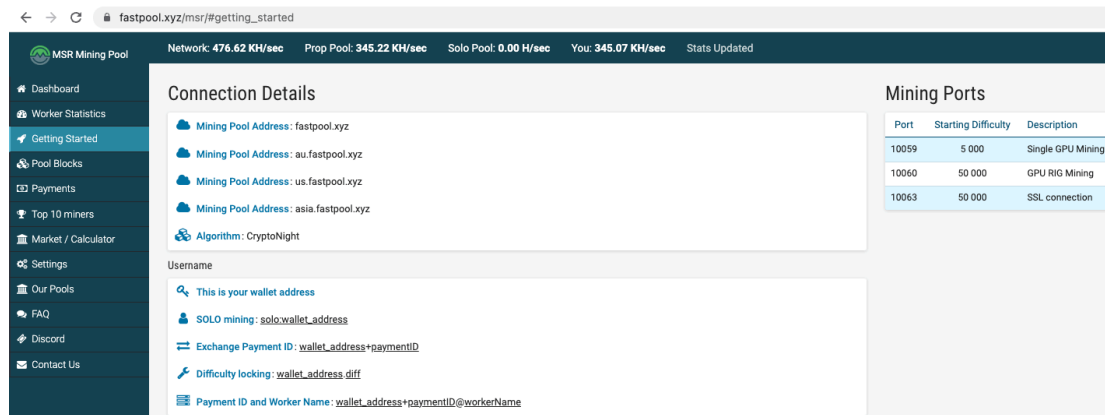 fastpool.xyz/msr/#getting_started
MSR Mining Pool
Network: 476.62 KH/sec Prop Pool: 345.22 KH/sec Solo Pool: 0.00 H/sec You: 345.07 KH/sec Stats Updated
Dashboard
Worker Statistics
Getting Started
Pool Blocks
Payments
Top 10 miners
Market / Calculator
Settings
Our Pools
FAQ
Discord
Contact Us
Connection Details
Mining Pool Address: fastpool.xyz
Mining Pool Address: au.fastpool.xyz
Mining Pool Address: us.fastpool.xyz
Mining Pool Address: asia.fastpool.xyz
Algorithm: CryptoNight
Username
This is your wallet address
SOLO mining: solo:wallet_address
Exchange Payment ID: wallet_address+paymentID
Difficulty locking: wallet_address.diff
Payment ID and Worker Name: wallet_address+paymentID@workerName
Mining Ports
Port Starting Difficulty Description
10059 5 000 Single GPU Mining
10060 50 000 GPU RIG Mining
10063 50 000 SSL connection